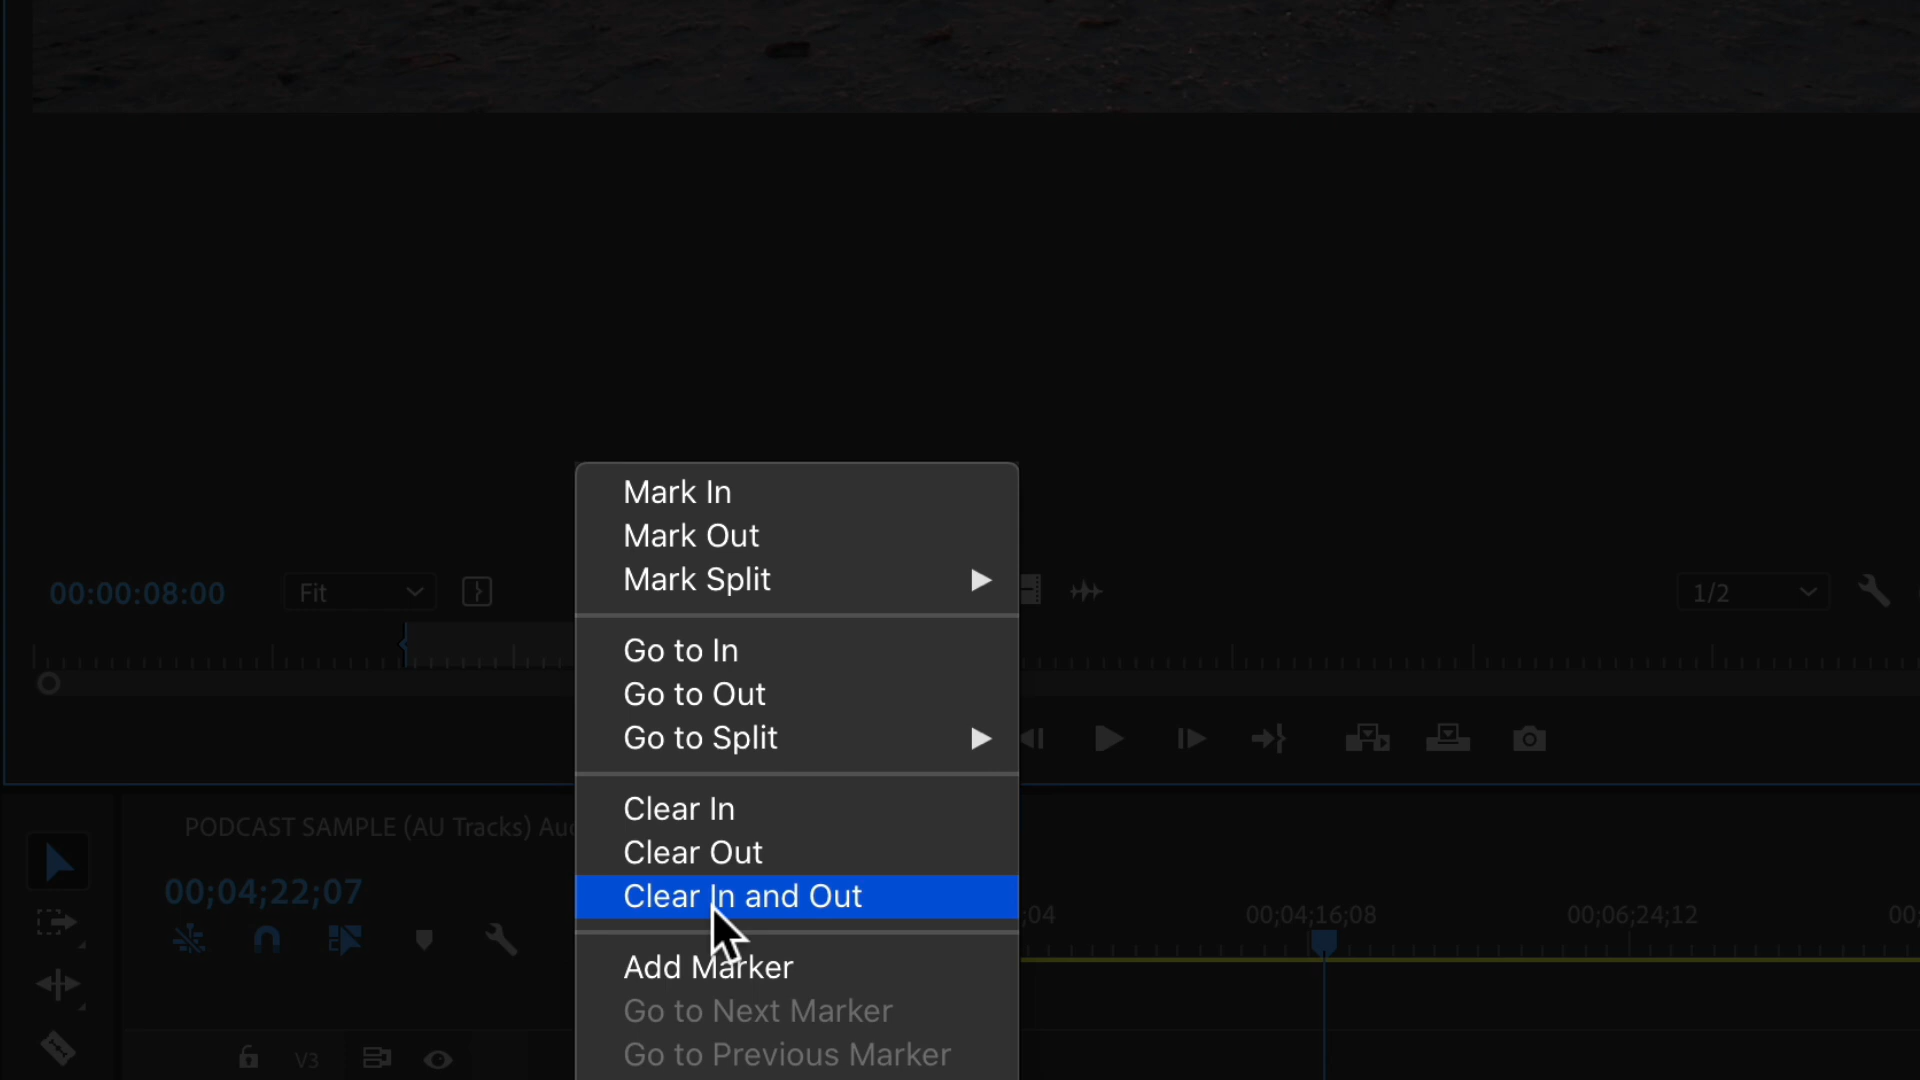 Mark In
Mark Out
Mark Split
00:00:08:00
Fit
1/2
Go to In
Go to Out
Go to Split
Clear In
PODCAST SAMPLE (AU Tracks)
Clear Out
00;04;22;07
Clear In and Out
;04
00;04;16;08
00;06;24;12
00;
Add Marker
Go to Next Marker
V3
Go to Previous Marker